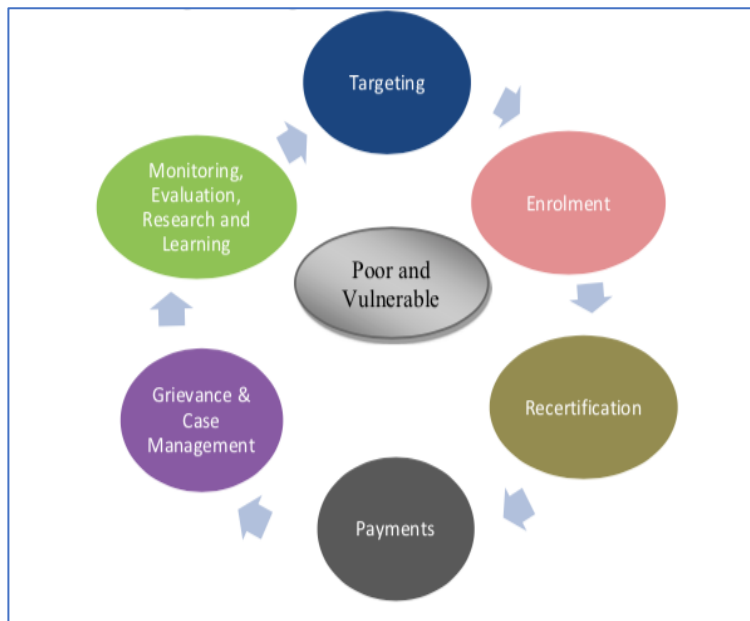 Targeting
Enrolment
Recertification
Payments
Grievance &
Case
Management
Monitoring,
Evaluation,
Research and
Learning
Poor and
Vulnerable